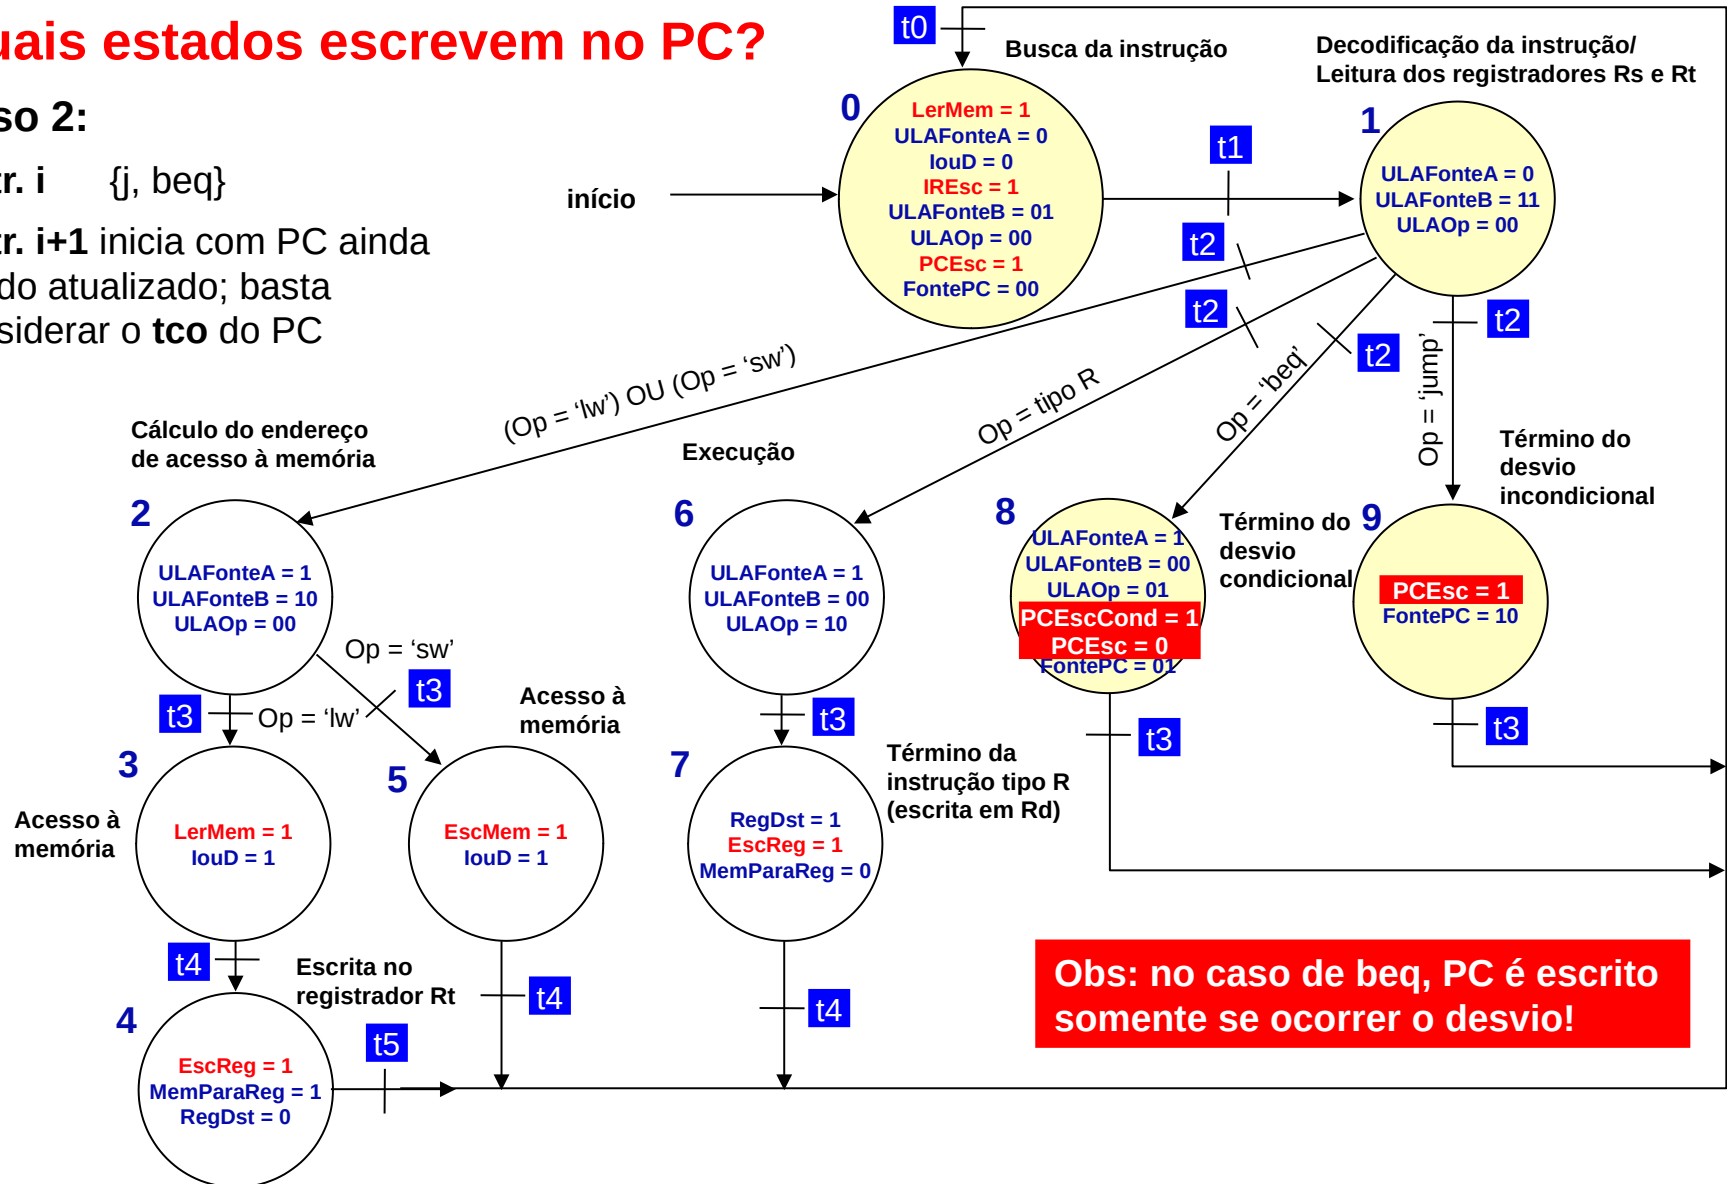 uais estados escrevem no PC?
so 2:
tr. i {j, beq}
tr. i+1 inicia com PC ainda
do atualizado; basta
siderar o tco do PC
t0
Busca da instrução
Decodificação da instrução/
Leitura dos registradores Rs e Rt
início
0
LerMem = 1
ULAFonteA = 0
IouD = 0
IREsc = 1
ULAFonteB = 01
ULAOp = 00
PCEsc = 1
FontePC = 00
t1
1
ULAFonteA = 0
ULAFonteB = 11
ULAOp = 00
t2
t2
t2
t2
(Op = ‘lw’) OU (Op = ‘sw’)
Op = tipo R
Op = ‘beq’
Op = ‘jump’
Cálculo do endereço
de acesso à memória
Execução
Término do
desvio
condicional
Término do
desvio
incondicional
2
ULAFonteA = 1
ULAFonteB = 10
ULAOp = 00
6
ULAFonteA = 1
ULAFonteB = 00
ULAOp = 10
8
ULAFonteA = 1
ULAFonteB = 00
ULAOp = 01
PCEscCond = 1
PCEsc = 0
FontePC = 01
9
PCEsc = 1
FontePC = 10
Op = ‘sw’
t3
t3
Op = ‘lw’
t3
t3
t3
3
Acesso à
memória
LerMem = 1
IouD = 1
5
Acesso à
memória
EscMem = 1
IouD = 1
7
Término da
instrução tipo R
(escrita em Rd)
RegDst = 1
EscReg = 1
MemParaReg = 0
t4
Escrita no
registrador Rt
t4
t4
4
EscReg = 1
MemParaReg = 1
RegDst = 0
t5
Obs: no caso de beq, PC é escrito
somente se ocorrer o desvio!